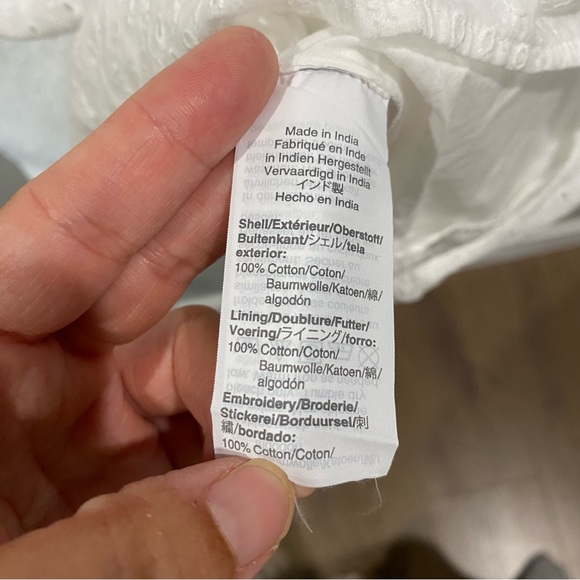 Made in India
Fabriqué en Inde
in Indien Hergestellt
Vervaardigd in India
インド製
Hecho en India
Shell/Extérieur/Oberstoff/
Buitenkant/シェル/tela
exterior:
100% Cotton/Coton/
Baumwolle/Katoen/綿/
algodón
Lining/Doublure/Futter/
Voering/ライニング/forro:
100% Cotton/Coton/
Baumwolle/Katoen/綿/
algodón
Embroidery/Broderie/
Stickerei/Borduursel/刺
繍/bordado:
100% Cotton/Coton/